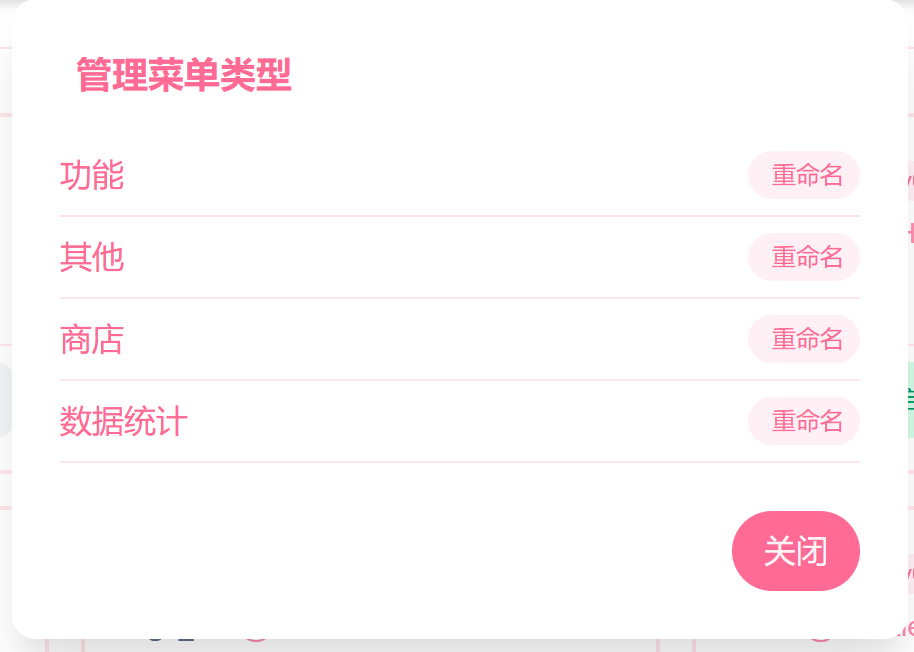 管理菜单类型
功能 重命名
其他 重命名
商店 重命名
数据统计 重命名
关闭